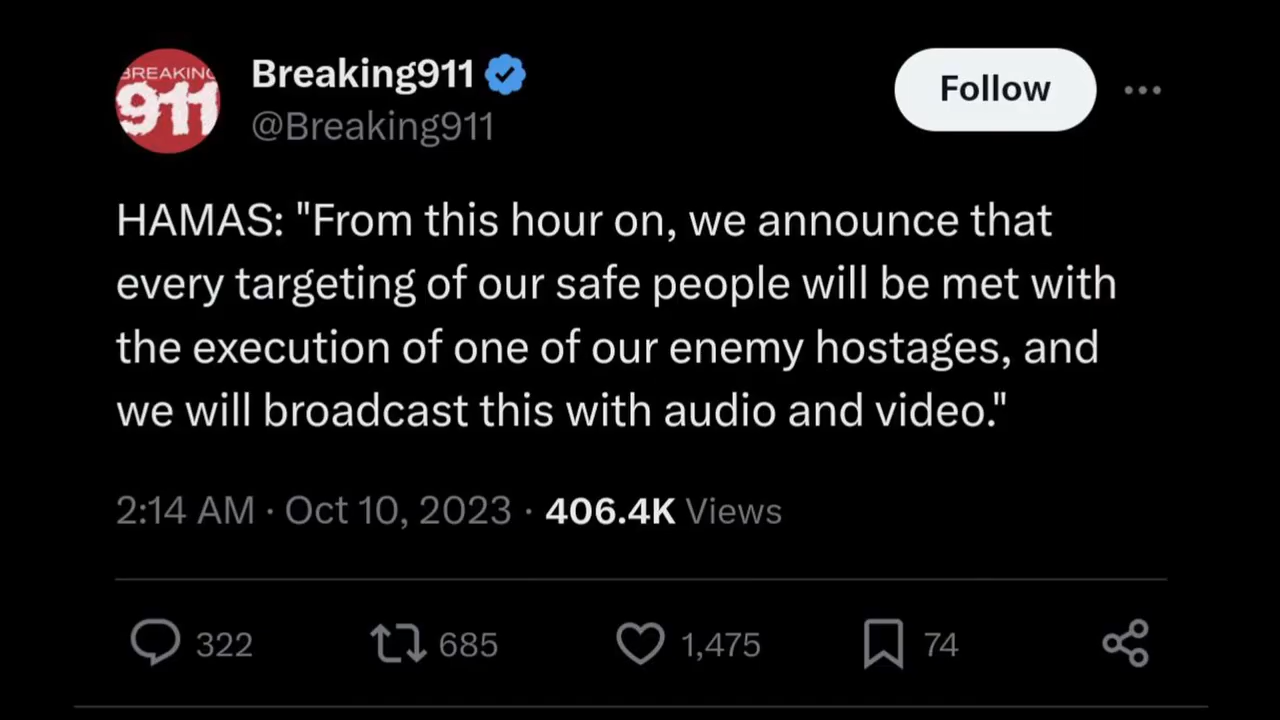 BREAKING
911
Breaking911
@Breaking911
Follow
HAMAS: "From this hour on, we announce that
every targeting of our safe people will be met with
the execution of one of our enemy hostages, and
we will broadcast this with audio and video."
2:14 AM · Oct 10, 2023 · 406.4K Views
322 685 1,475 74